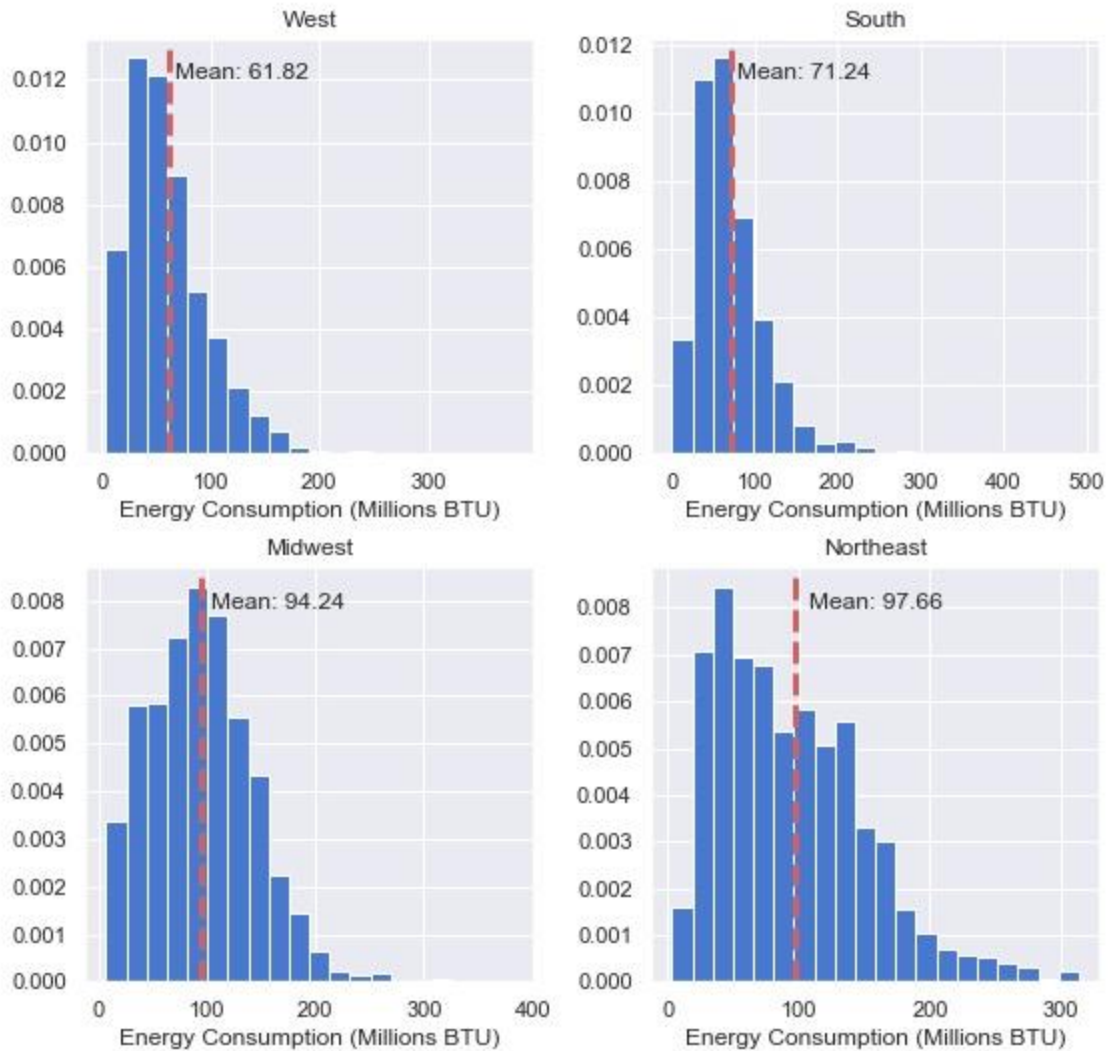 West
0.012
0.010
0.008
0.006
0.004
0.002
0.000
Mean: 61.82
0 100 200 300
Energy Consumption (Millions BTU)
South
0.012
0.010
0.008
0.006
0.004
0.002
0.000
Mean: 71.24
0 100 200 300 400 500
Energy Consumption (Millions BTU)
Midwest
0.008
0.007
0.006
0.005
0.004
0.003
0.002
0.001
0.000
Mean: 94.24
0 100 200 300 400
Energy Consumption (Millions BTU)
Northeast
0.008
0.007
0.006
0.005
0.004
0.003
0.002
0.001
0.000
Mean: 97.66
0 100 200 300
Energy Consumption (Millions BTU)